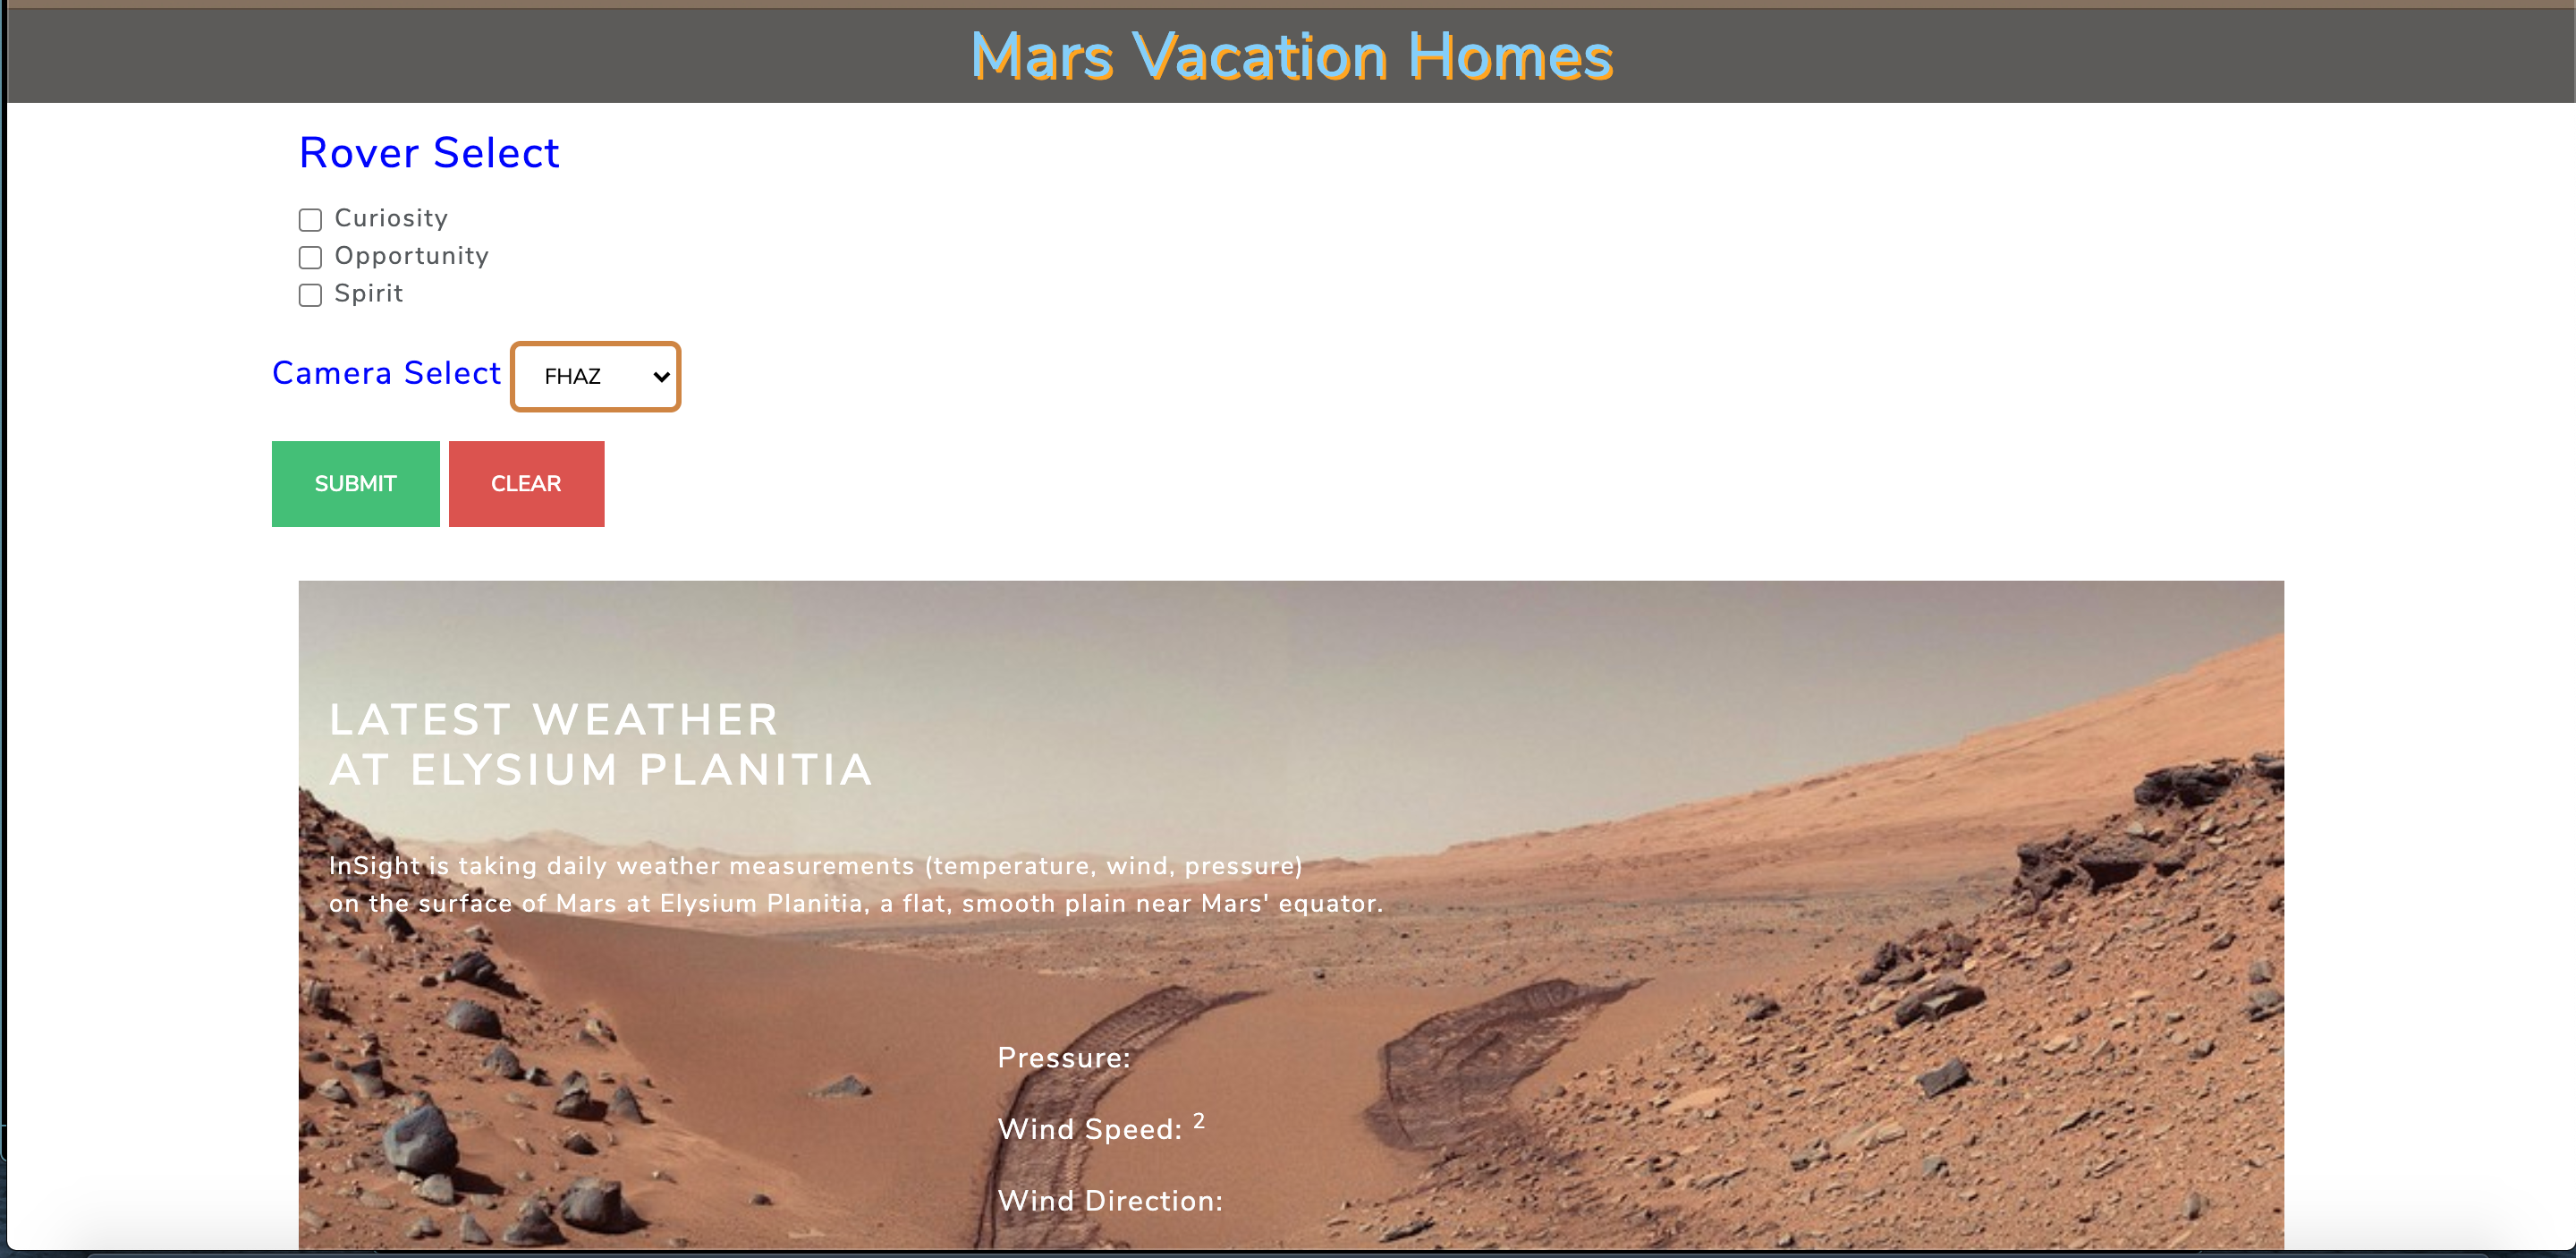 Mars Vacation Homes
Rover Select
Curiosity
Opportunity
Spirit
Camera Select FHAZ
SUBMIT CLEAR
LATEST WEATHER
AT ELYSIUM PLANITIA
InSight is taking daily weather measurements (temperature, wind, pressure)
on the surface of Mars at Elysium Planitia, a flat, smooth plain near Mars' equator.
Pressure:
Wind Speed: 2
Wind Direction: